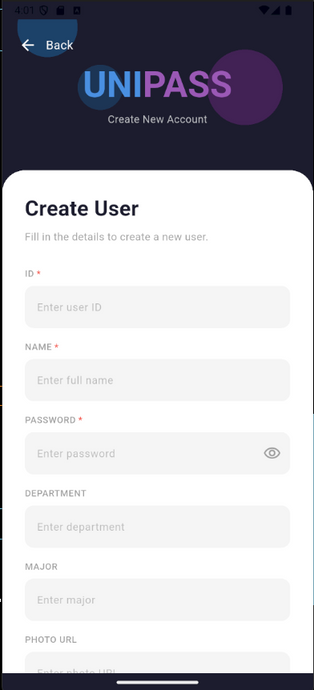 4:01
Back
UNIPASS
Create New Account
Create User
Fill in the details to create a new user.
ID *
Enter user ID
NAME *
Enter full name
PASSWORD *
Enter password
DEPARTMENT
Enter department
MAJOR
Enter major
PHOTO URL
Enter photo URL